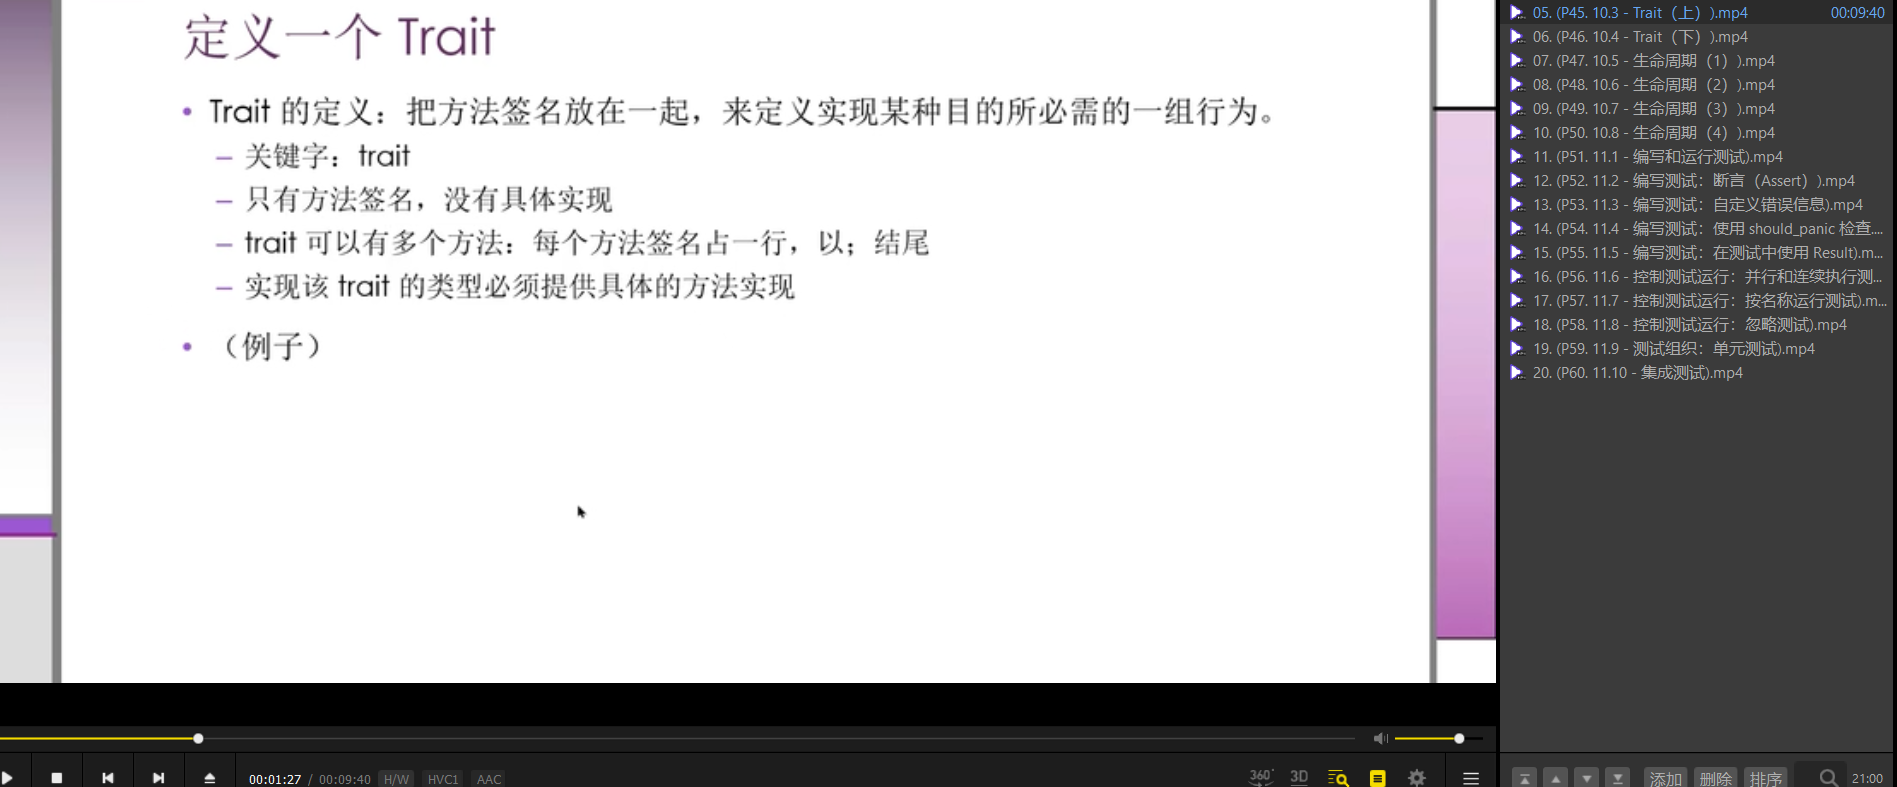 定义一个 Trait
• Trait 的定义：把方法签名放在一起，来定义实现某种目的所必需的一组行为。
– 关键字：trait
– 只有方法签名，没有具体实现
– trait 可以有多个方法：每个方法签名占一行，以；结尾
– 实现该 trait 的类型必须提供具体的方法实现
• （例子）
05. (P45. 10.3 - Trait（上）).mp4 00:09:40
06. (P46. 10.4 - Trait（下）).mp4
07. (P47. 10.5 - 生命周期（1）).mp4
08. (P48. 10.6 - 生命周期（2）).mp4
09. (P49. 10.7 - 生命周期（3）).mp4
10. (P50. 10.8 - 生命周期（4）).mp4
11. (P51. 11.1 - 编写和运行测试).mp4
12. (P52. 11.2 - 编写测试：断言（Assert）).mp4
13. (P53. 11.3 - 编写测试：自定义错误信息).mp4
14. (P54. 11.4 - 编写测试：使用 should_panic 检查....
15. (P55. 11.5 - 编写测试：在测试中使用 Result).m...
16. (P56. 11.6 - 控制测试运行：并行和连续执行测...
17. (P57. 11.7 - 控制测试运行：按名称运行测试).m...
18. (P58. 11.8 - 控制测试运行：忽略测试).mp4
19. (P59. 11.9 - 测试组织：单元测试).mp4
20. (P60. 11.10 - 集成测试).mp4
00:01:27 / 00:09:40 H/W HVC1 AAC
360° 3D
添加 删除 排序 21:00